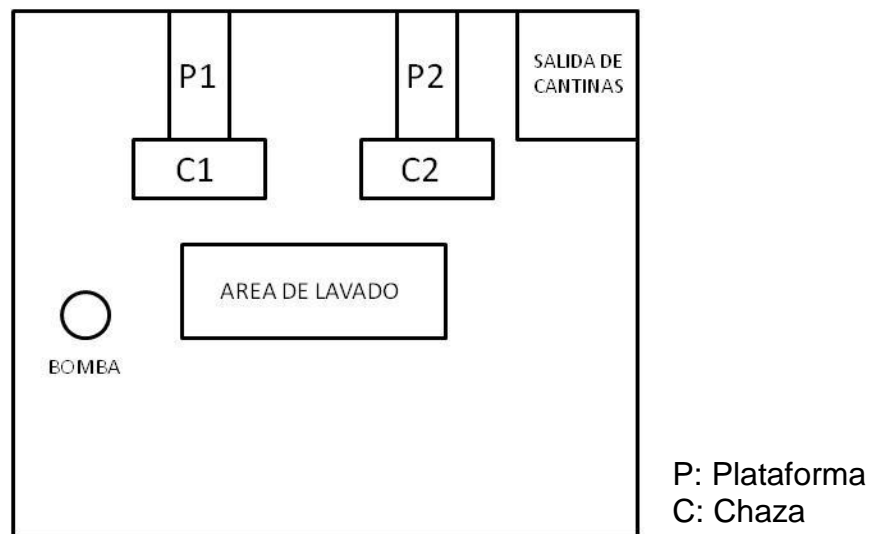 P1
P2
SALIDA DE
CANTINAS
C1
C2
AREA DE LAVADO
BOMBA
P: Plataforma
C: Chaza